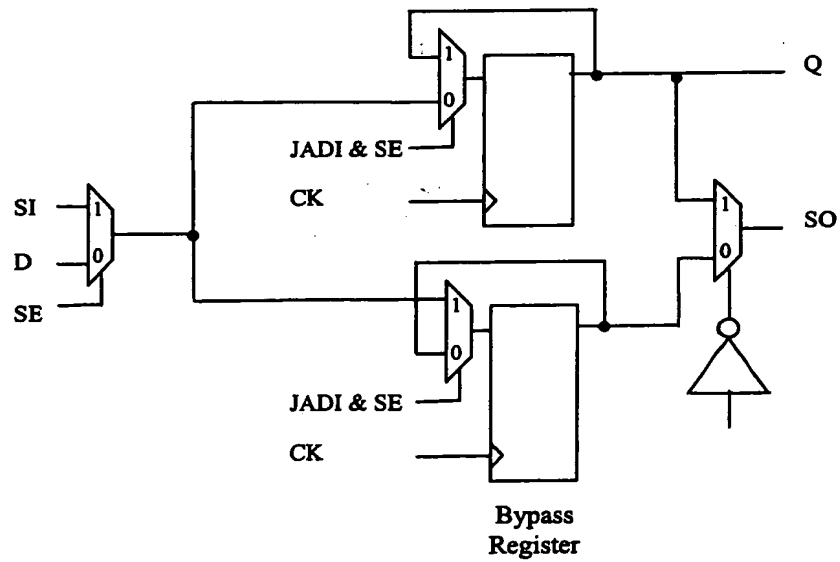 Q
1
0
JADI & SE
CK
SI
1
D
0
SE
1
SO
0
1
0
JADI & SE
CK
Bypass
Register